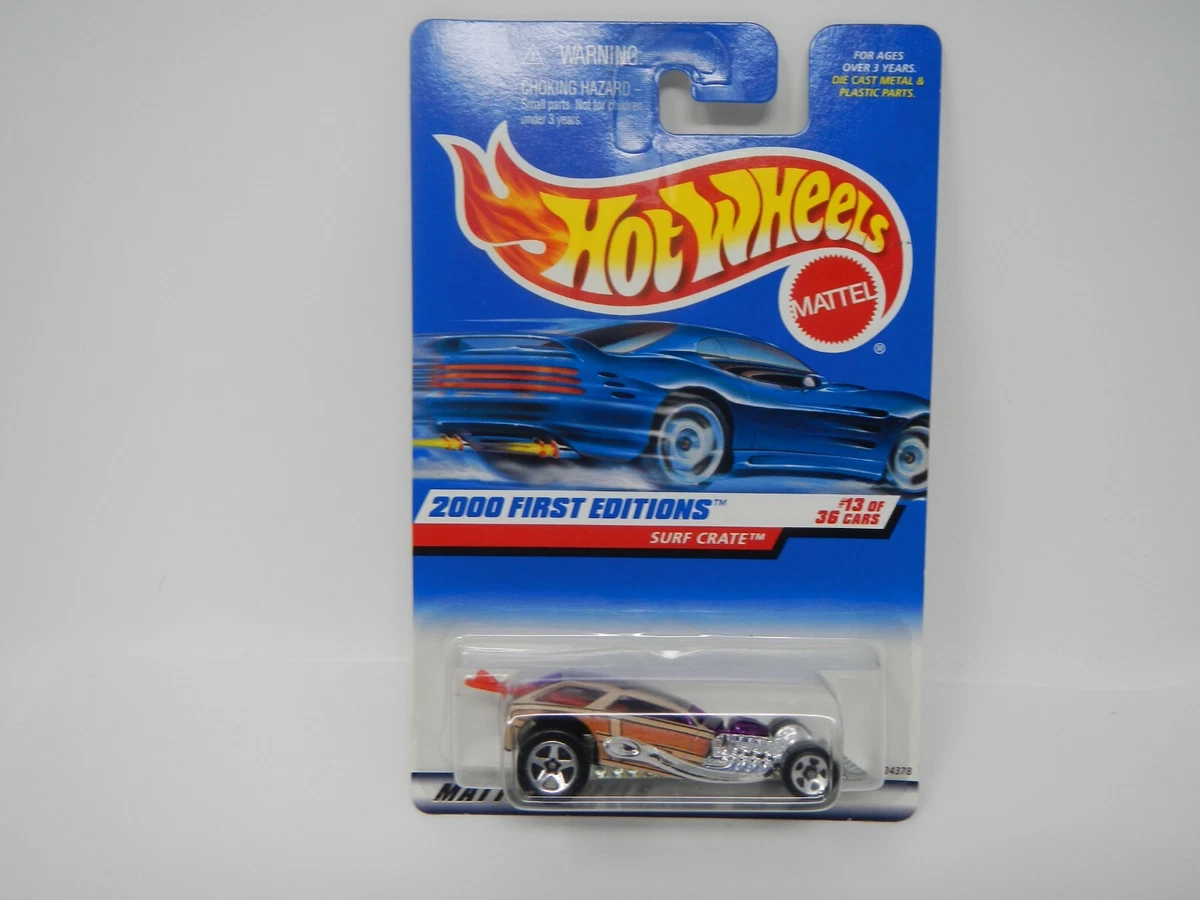 ⚠ WARNING:
CHOKING HAZARD –
Small parts. Not for children
under 3 years.
FOR AGES
OVER 3 YEARS.
DIE CAST METAL &
PLASTIC PARTS.
HOT WHEELS
MATTEL
®
2000 FIRST EDITIONS™
#13 OF
36 CARS
SURF CRATE™
24378
MATT